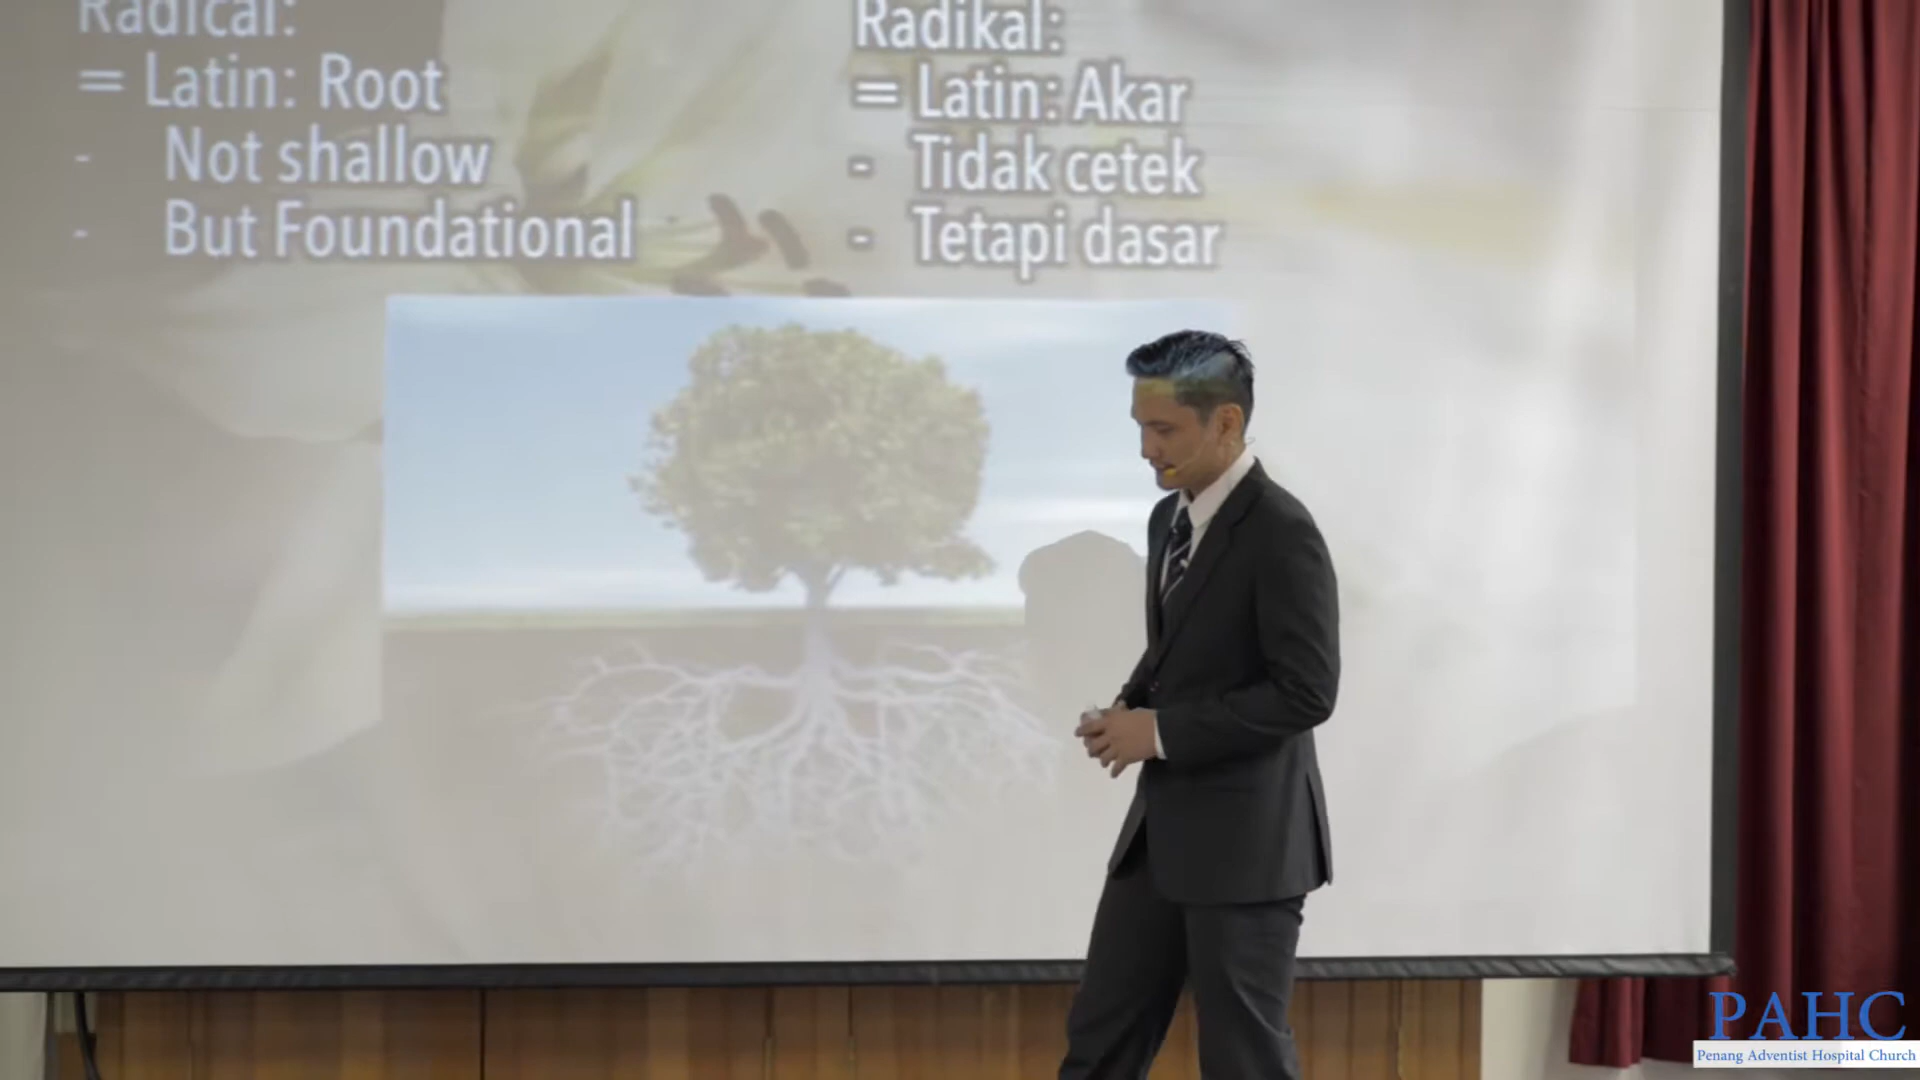 Radical:
= Latin: Root
- Not shallow
- But Foundational
Radikal:
= Latin: Akar
- Tidak cetek
- Tetapi dasar
PAHC
Penang Adventist Hospital Church